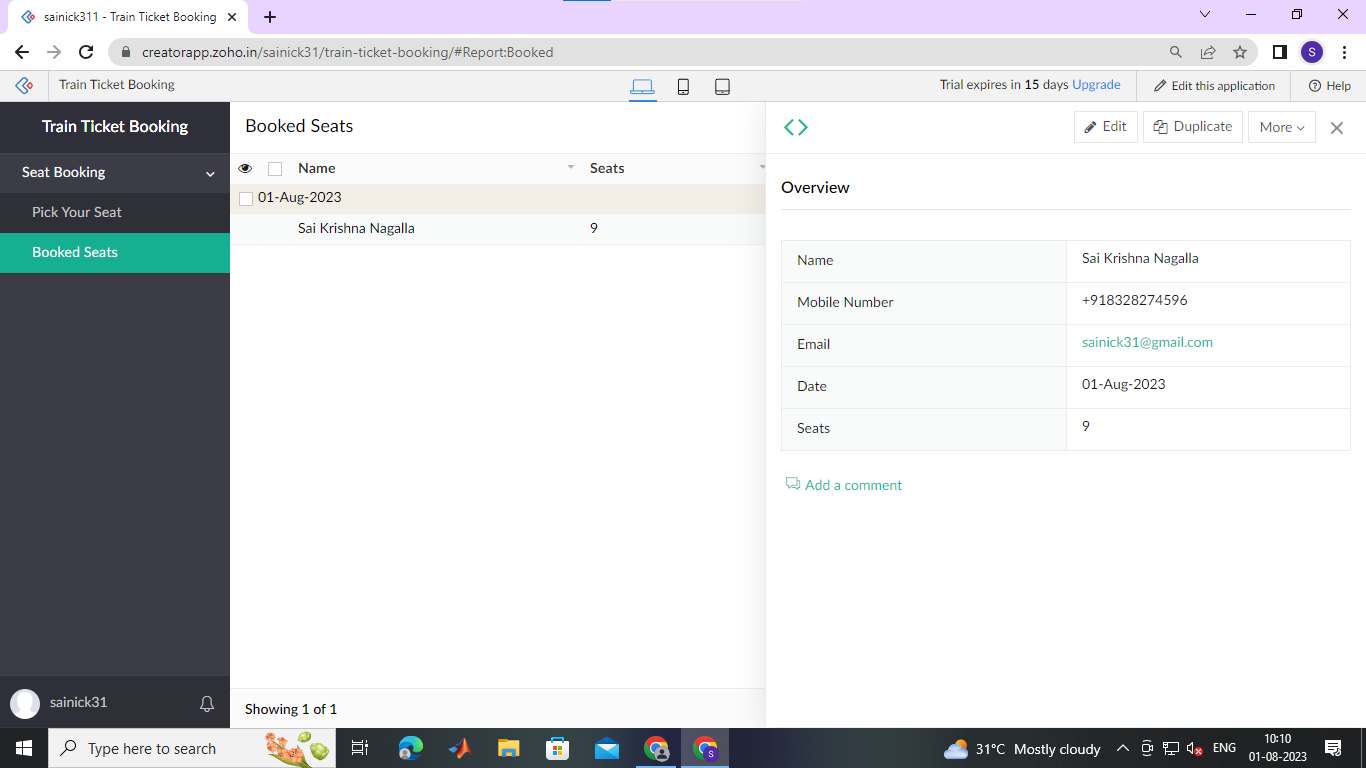 sainick311 - Train Ticket Booking
creatorapp.zoho.in/sainick31/train-ticket-booking/#Report:Booked
S
Train Ticket Booking
Trial expires in 15 days Upgrade
Edit this application
Help
Train Ticket Booking
Seat Booking
Pick Your Seat
Booked Seats
sainick31
Booked Seats
Name Seats
01-Aug-2023
Sai Krishna Nagalla 9
Showing 1 of 1
Edit
Duplicate
More
Overview
Name Sai Krishna Nagalla
Mobile Number +918328274596
Email sainick31@gmail.com
Date 01-Aug-2023
Seats 9
Add a comment
Type here to search
S
31°C Mostly cloudy
ENG
10:10
01-08-2023